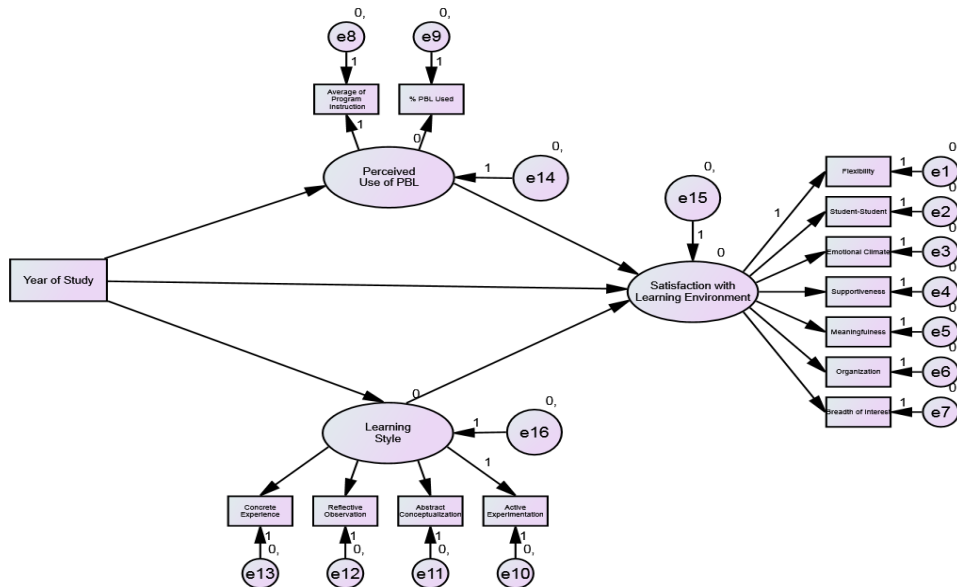 0,
0,
e8
e9
1
1
Average of
Program
Instruction
% PBL Used
1
0
Perceived
Use of PBL
1
0,
e14
0,
e15
1
0
Satisfaction with
Learning Environment
Year of Study
0
Learning
Style
1
0,
e16
1
Concrete
Experience
Reflective
Observation
Abstract
Conceptualization
Active
Experimentation
1
0,
1
0,
1
0,
1
0,
e13
e12
e11
e10
1
0
Flexibility
1
e1
0
Student-Student
1
e2
0
Emotional Climate
1
e3
0
Supportiveness
1
e4
0
Meaningfulness
1
e5
0
Organization
1
e6
0
Breadth of Interest
1
e7